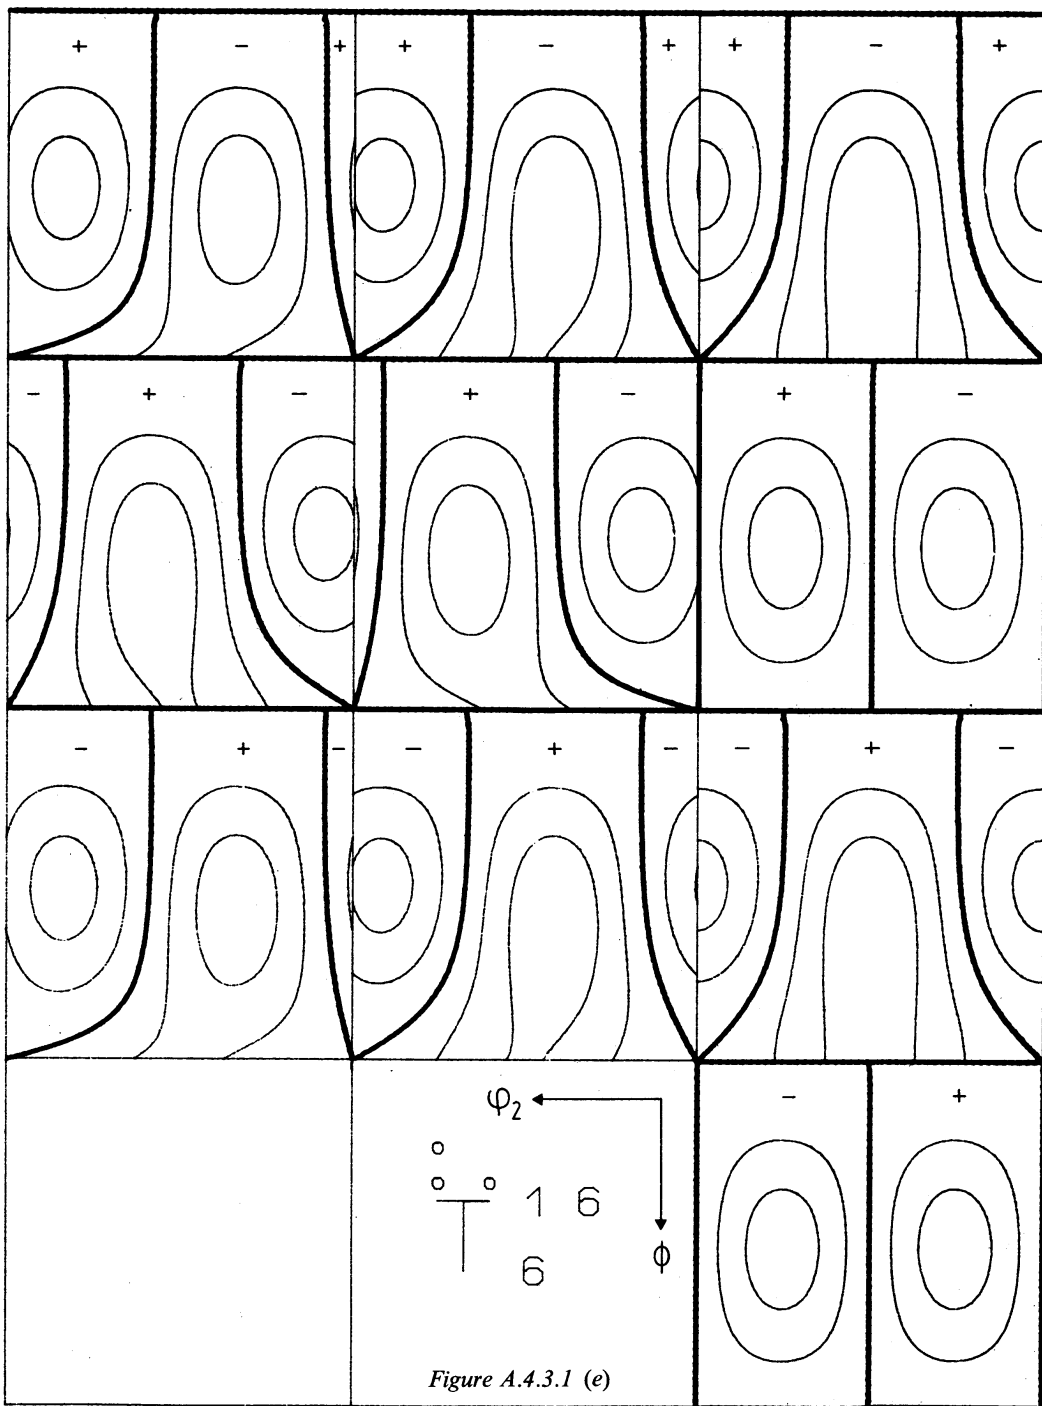 + - + + - + + - +
- + - + - + -
- + - - + - - + -
φ₂ - +
1 6
6 ϕ
Figure A.4.3.1 (e)